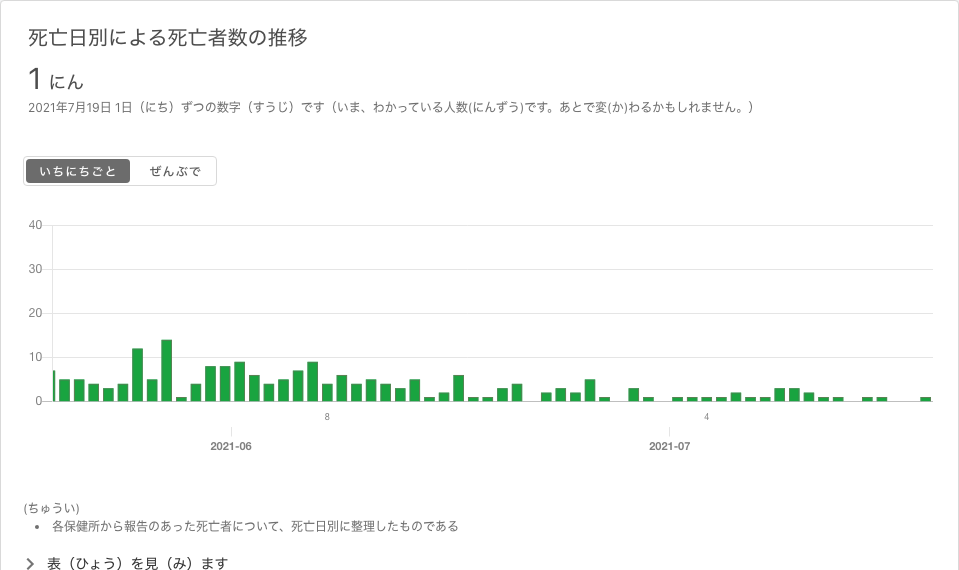 死亡日別による死亡者数の推移
1 にん
2021年7月19日 1日（にち）ずつの数字（すうじ）です（いま、わかっている人数(にんずう)です。あとで変(か)わるかもしれません。）
いちにちごと ぜんぶで
40
30
20
10
0
8 4
2021-06 2021-07
(ちゅうい)
• 各保健所から報告のあった死亡者について、死亡日別に整理したものである
表（ひょう）を見（み）ます